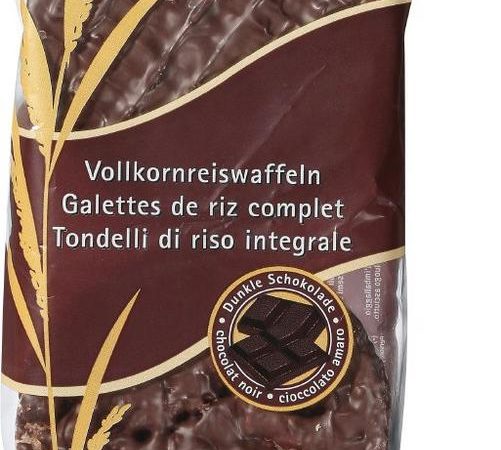 Vollkornreiswaffeln
Galettes de riz complet
Tondelli di riso integrale
Dunkle Schokolade •
chocolat noir • cioccolato amaro •